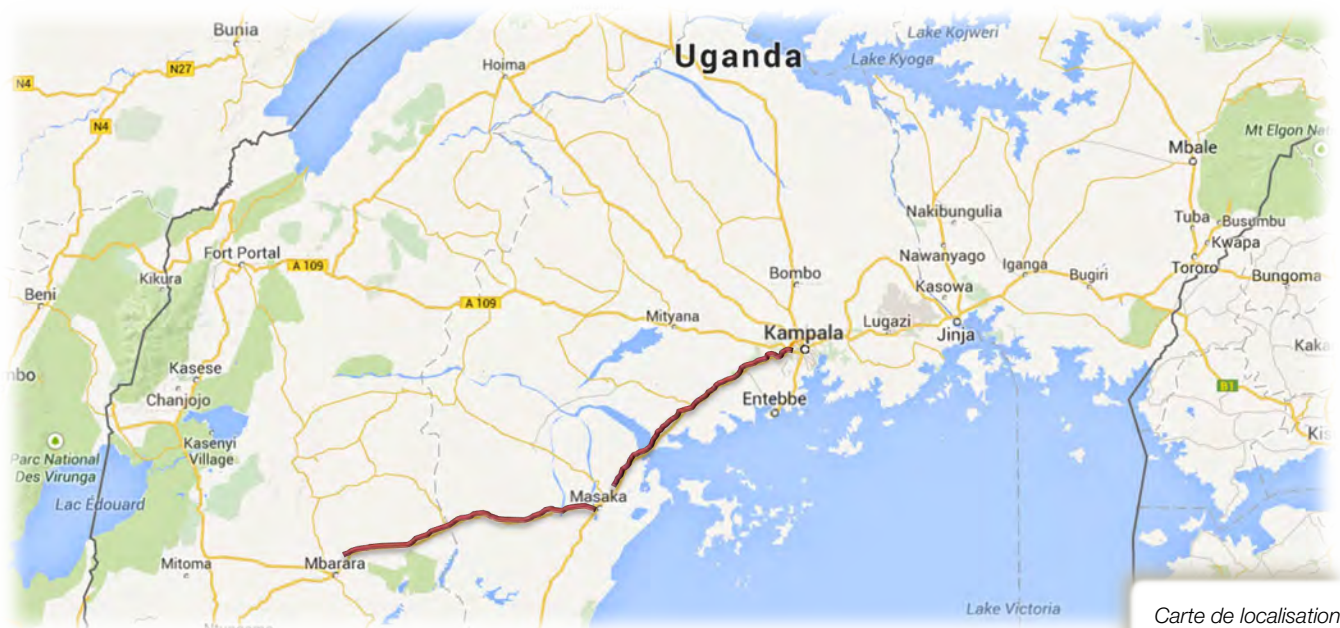 Bunia
Lake Kojweri
Uganda
Lake Kyoga
Hoima
N27
N4
N4
Mt Elgon Nat
Mbale
Nakibungulia
Tuba
Busumbu
Kwapa
Fort Portal
A 109
Nawanyago
Iganga
Bugiri
Tororo
Bungoma
Kikura
Bombo
Kasowa
Beni
A 109
Mityana
Kampala
Lugazi
Jinja
Kaka
mbo
Kasese
Chanjojo
Entebbe
B1
Kasenyi
Village
Kis
Parc National
Des Virunga
Lac Édouard
Masaka
Mitoma
Mbarara
Lake Victoria
Carte de localisation